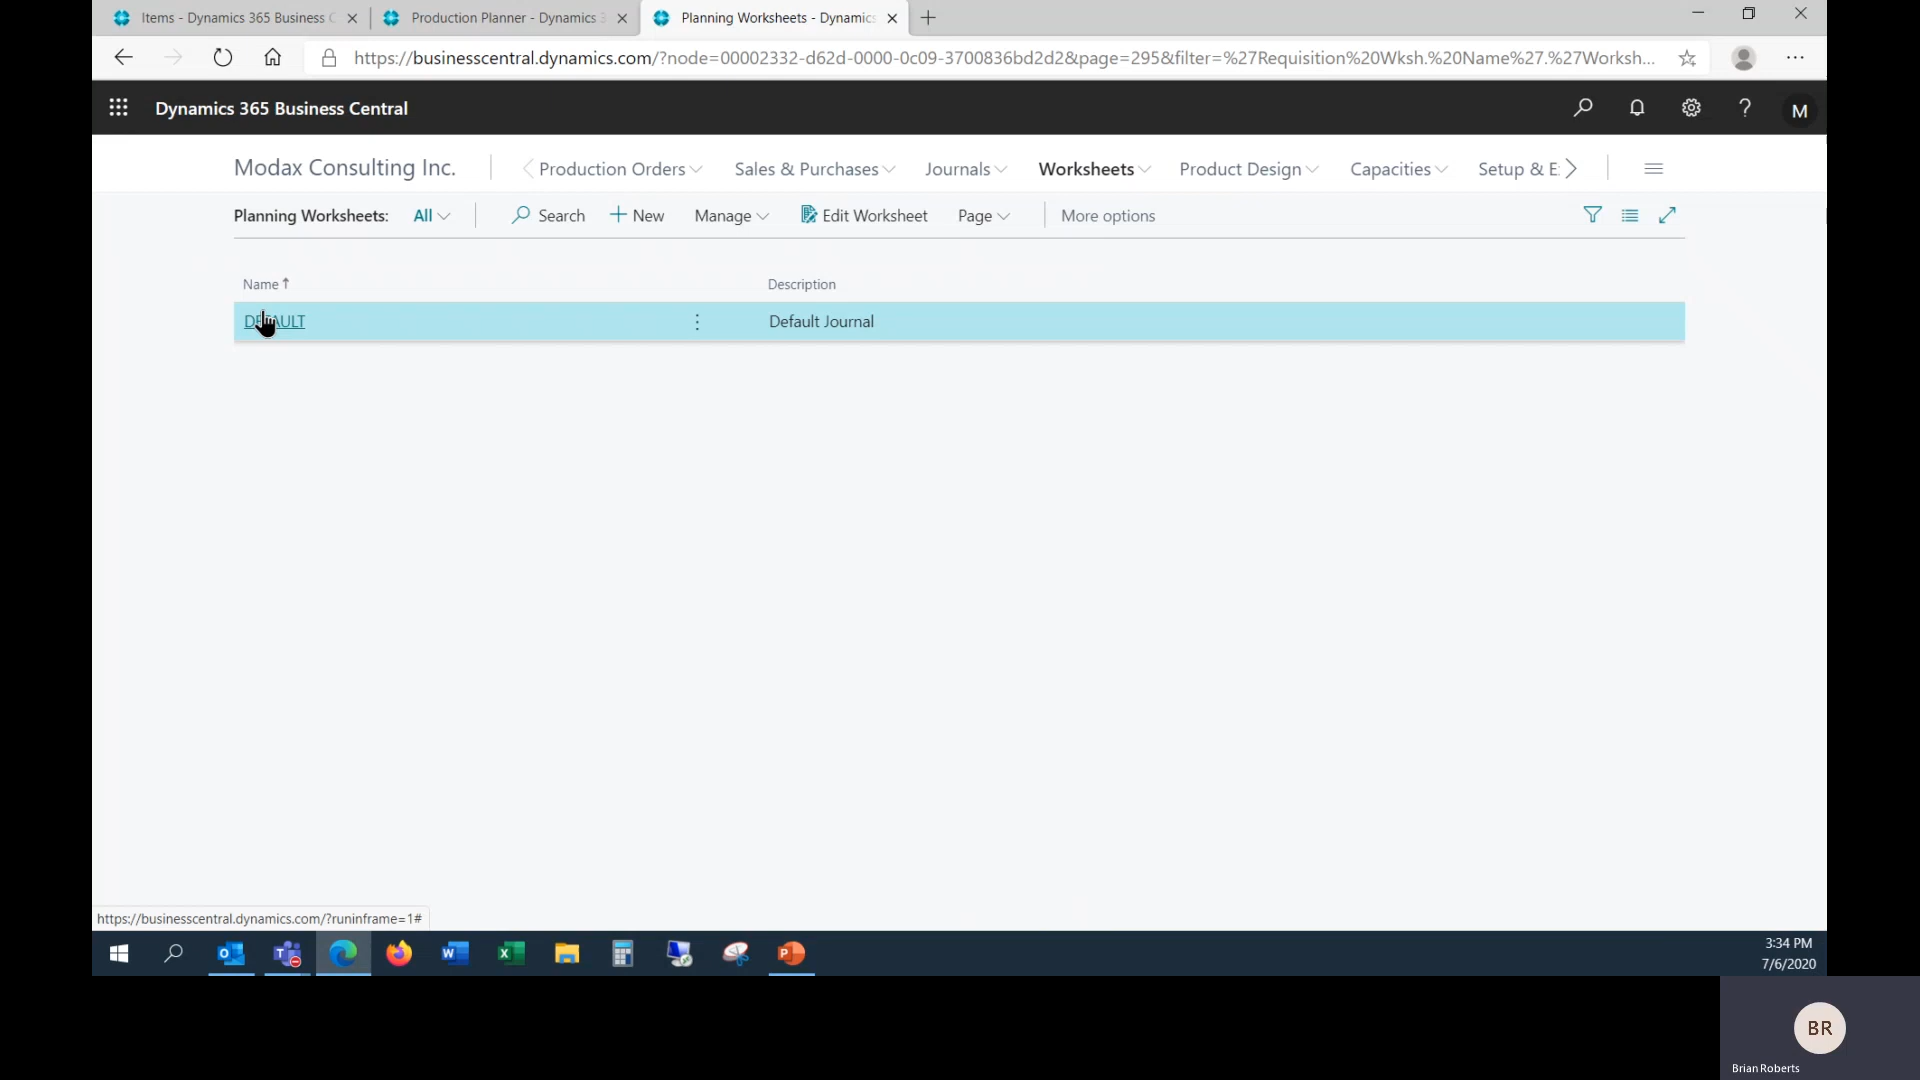 Items - Dynamics 365 Business C
Production Planner - Dynamics 3
Planning Worksheets - Dynamics
https://businesscentral.dynamics.com/?node=00002332-d62d-0000-0c09-3700836bd2d2&page=295&filter=%27Requisition%20Wksh.%20Name%27.%27Worksh...
Dynamics 365 Business Central
M
Modax Consulting Inc.
Production Orders
Sales & Purchases
Journals
Worksheets
Product Design
Capacities
Setup & E
Planning Worksheets: All
Search
New
Manage
Edit Worksheet
Page
More options
Name ↑
Description
DEFAULT
Default Journal
https://businesscentral.dynamics.com/?runinframe=1#
3:34 PM
7/6/2020
BR
Brian Roberts